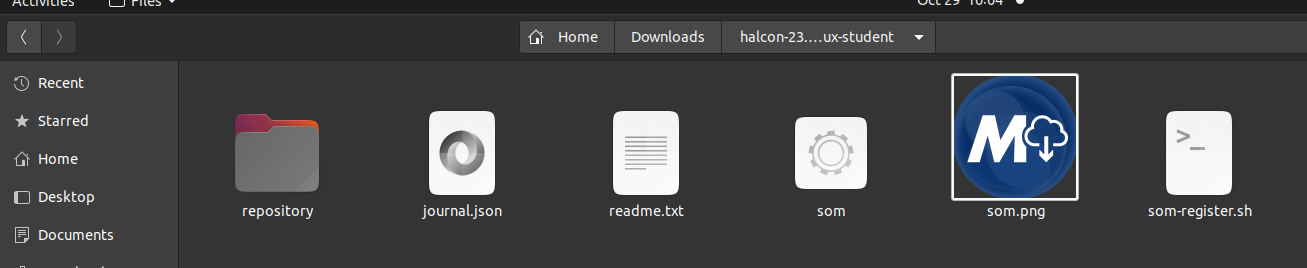 Activities Files Oct 29 10:04
Home Downloads halcon-23....ux-student
Recent
Starred
Home
Desktop
Documents
repository journal.json readme.txt som som.png som-register.sh
M
>_